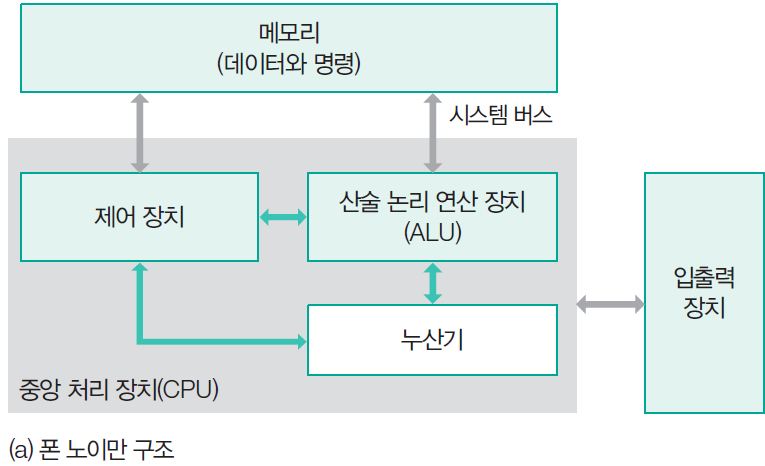 메모리
(데이터와 명령)
시스템 버스
제어 장치
산술 논리 연산 장치
(ALU)
입출력
장치
누산기
중앙 처리 장치(CPU)
(a) 폰 노이만 구조